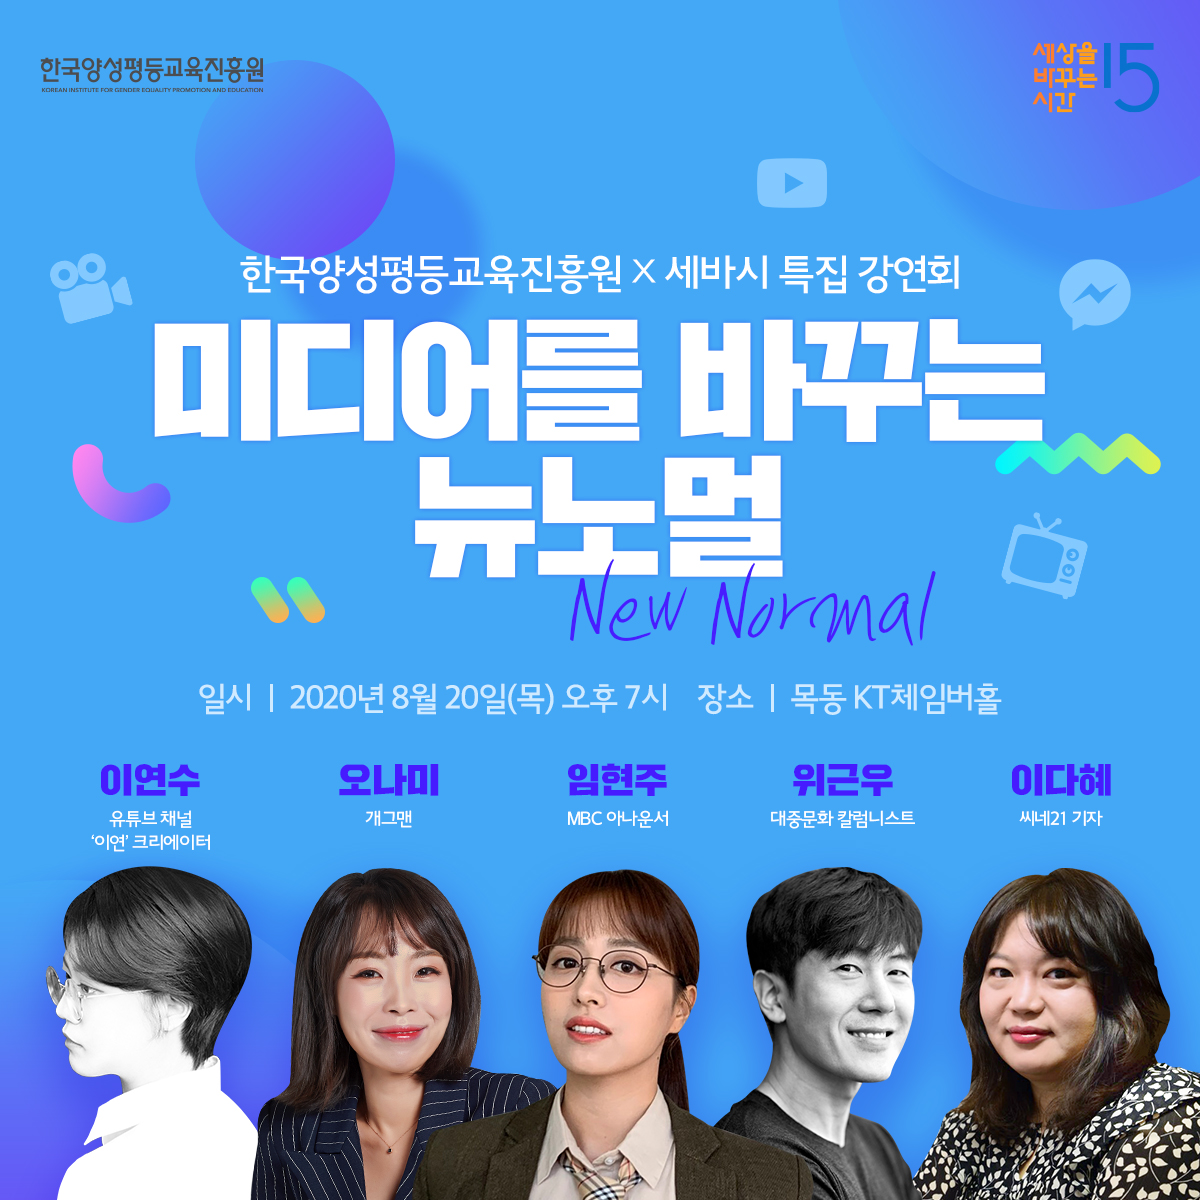 한국양성평등교육진흥원
KOREAN INSTITUTE FOR GENDER EQUALITY PROMOTION AND EDUCATION
세상을
바꾸는
시간
15
한국양성평등교육진흥원 X 세바시 특집 강연회
미디어를 바꾸는
뉴노멀
New Normal
일시 | 2020년 8월 20일(목) 오후 7시 장소 | 목동 KT체임버홀
이연수
유튜브 채널
‘이연’ 크리에이터
오나미
개그맨
임현주
MBC 아나운서
위근우
대중문화 칼럼니스트
이다혜
씨네21 기자